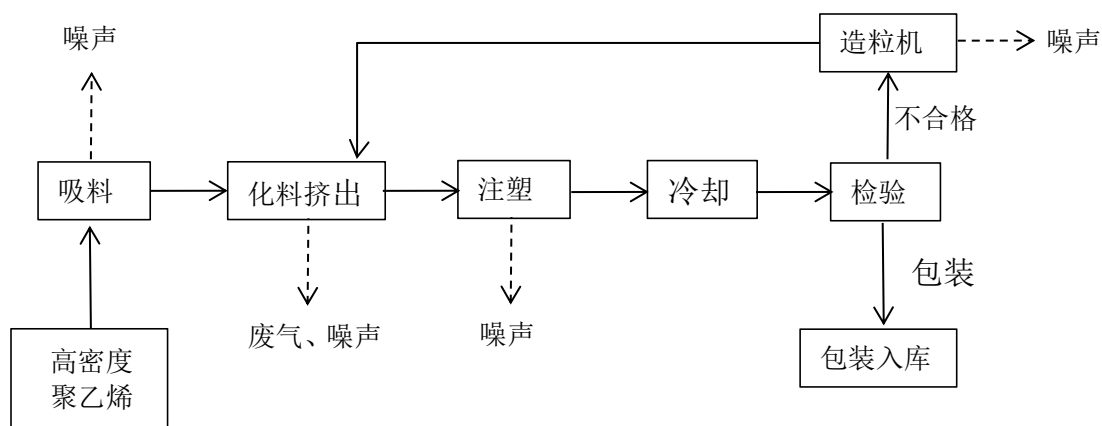 噪声
造粒机
噪声
不合格
吸料
化料挤出
注塑
冷却
检验
包装
废气、噪声
噪声
高密度
聚乙烯
包装入库